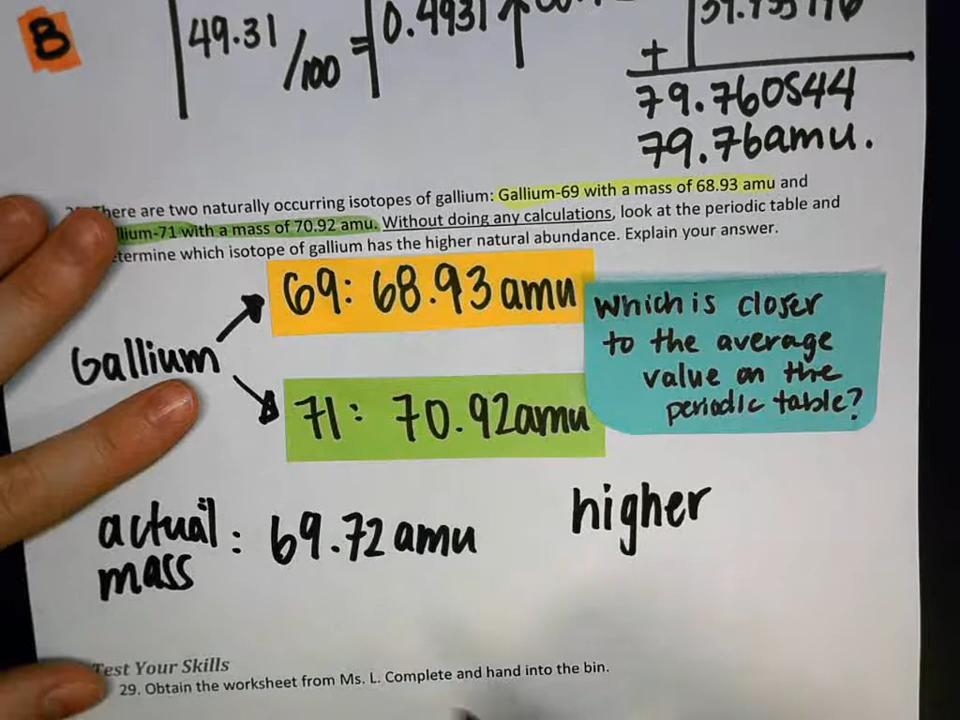 B
49.31 /100 = 0.4931
+
79.760544
79.76amu.
here are two naturally occurring isotopes of gallium: Gallium-69 with a mass of 68.93 amu and
llium-71 with a mass of 70.92 amu. Without doing any calculations, look at the periodic table and
termine which isotope of gallium has the higher natural abundance. Explain your answer.
69: 68.93 amu
Which is closer
to the average
value on the
periodic table?
Gallium
71: 70.92amu
actual
mass : 69.72 amu
higher
Test Your Skills
29. Obtain the worksheet from Ms. L. Complete and hand into the bin.